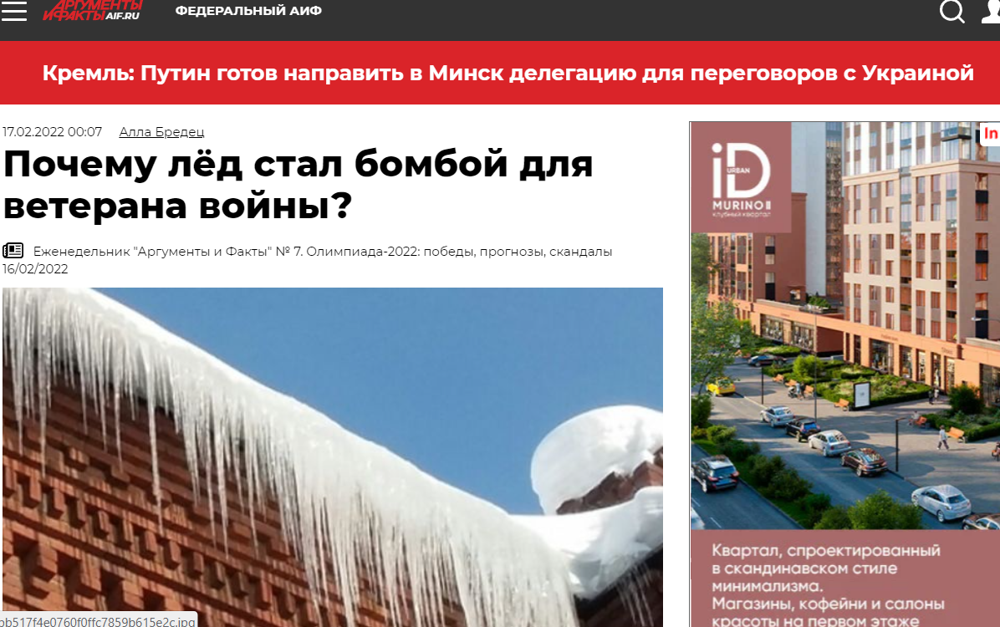 АРГУМЕНТЫ
И ФАКТЫ AIF.RU
ФЕДЕРАЛЬНЫЙ АИФ
Кремль: Путин готов направить в Минск делегацию для переговоров с Украиной
17.02.2022 00:07 Алла Бредец
Почему лёд стал бомбой для
ветерана войны?
Еженедельник "Аргументы и Факты" № 7. Олимпиада-2022: победы, прогнозы, скандалы
16/02/2022
In
iD
URBAN
MURINO II
клубный квартал
Квартал, спроектированный
в скандинавском стиле
минимализма.
Магазины, кофейни и салоны
красоты на первом этаже
bb517f4e0760f0ffc7859b615e2c.jpg